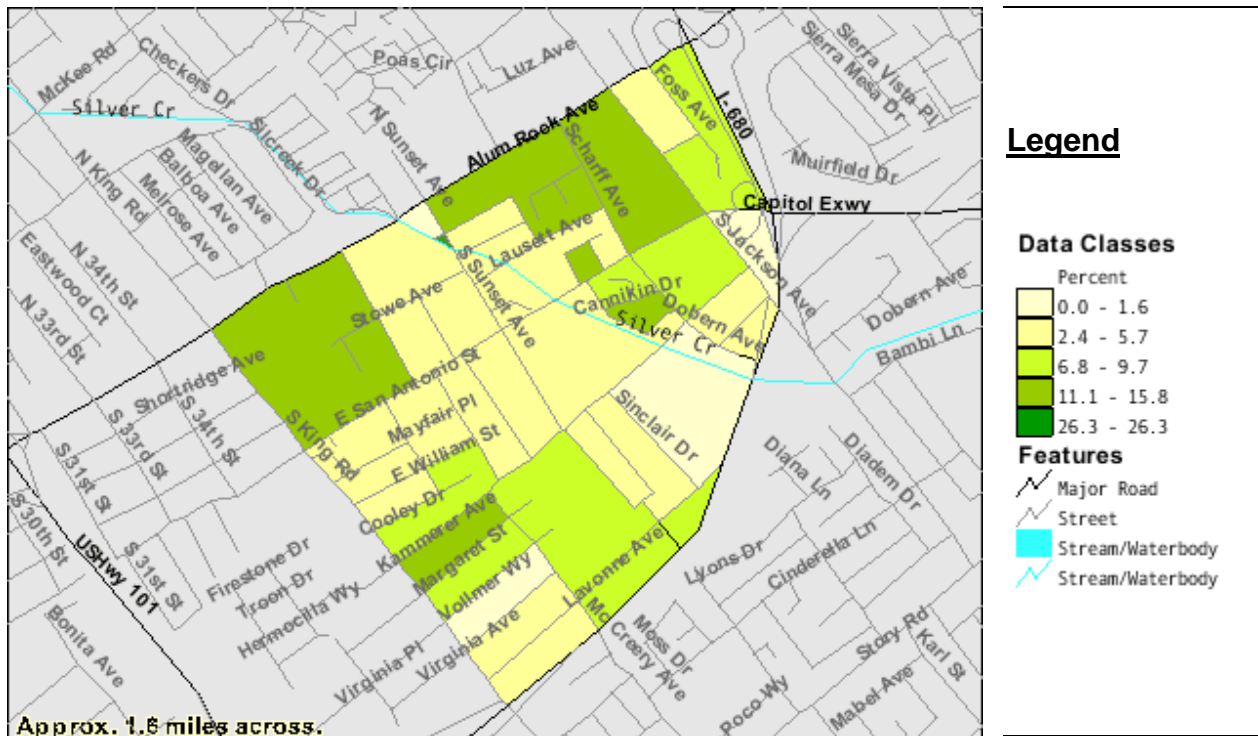 McKee Rd
Checkers Dr
Poas Cir
Luz Ave
Foss Ave
Sierra Vista Pl
Sierra Mesa Dr
Silver Cr
N Sunset Ave
I-680
Silcreek Dr
Magellan Ave
Balboa Ave
Melrose Ave
N King Rd
Alum Rock Ave
Scharff Ave
Muirfield Dr
Capitol Exwy
S Jackson Ave
Eastwood Ct
N 34th St
N 33rd St
Lausett Ave
S Sunset Ave
Stowe Ave
Cannikin Dr
Dobern Ave
Dobern Ave
Silver Cr
Bambi Ln
Shortridge Ave
E San Antonio St
Mayfair Pl
E William St
Sinclair Dr
S King Rd
S 34th St
S 33rd St
S 31st St
S 30th St
Cooley Dr
Kammerer Ave
Margaret St
Vollmer Wy
Diana Ln
Diadem Dr
Lavonne Ave
Lyons Dr
Cinderella Ln
USHwy 101
S 31st St
Firestone Dr
Troon Dr
Hermocilla Wy
Bonita Ave
Virginia Pl
Virginia Ave
Mc Creery Ave
Moss Dr
Story Rd
Karl St
Roco Wy
Mabel Ave
Approx. 1.6 miles across.
Legend
Data Classes
Percent
0.0 - 1.6
2.4 - 5.7
6.8 - 9.7
11.1 - 15.8
26.3 - 26.3
Features
Major Road
Street
Stream/Waterbody
Stream/Waterbody